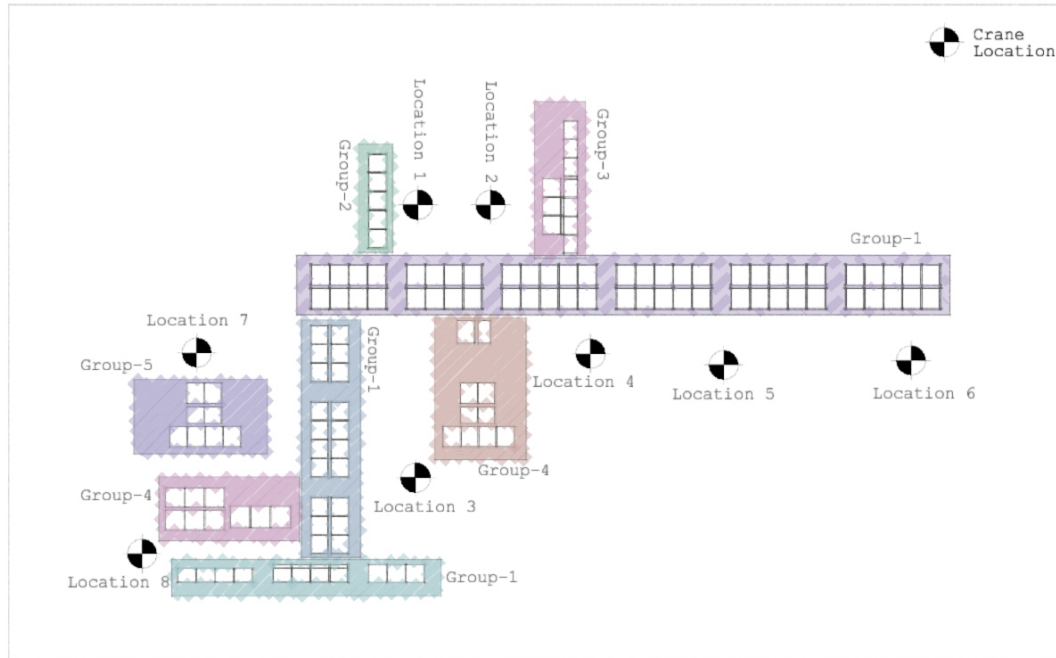 Crane
Location
Location 1
Location 2
Group-2
Group-3
Group-1
Location 7
Group-5
Group-1
Location 4
Location 5
Location 6
Group-4
Group-4
Location 3
Location 8
Group-1